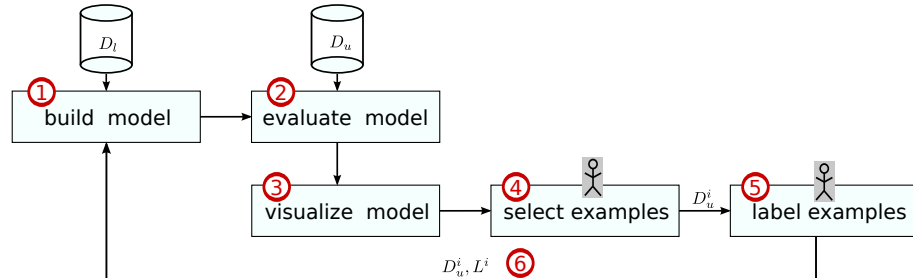 D_l
D_u
1
build model
2
evaluate model
3
visualize model
4
select examples
D_u^i
5
label examples
D_u^i, L^i
6